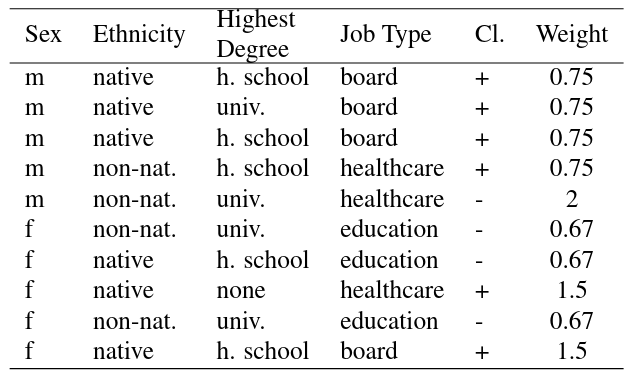 Sex Ethnicity Highest Degree Job Type Cl. Weight
m native h. school board + 0.75
m native univ. board + 0.75
m native h. school board + 0.75
m non-nat. h. school healthcare + 0.75
m non-nat. univ. healthcare - 2
f non-nat. univ. education - 0.67
f native h. school education - 0.67
f native none healthcare + 1.5
f non-nat. univ. education - 0.67
f native h. school board + 1.5